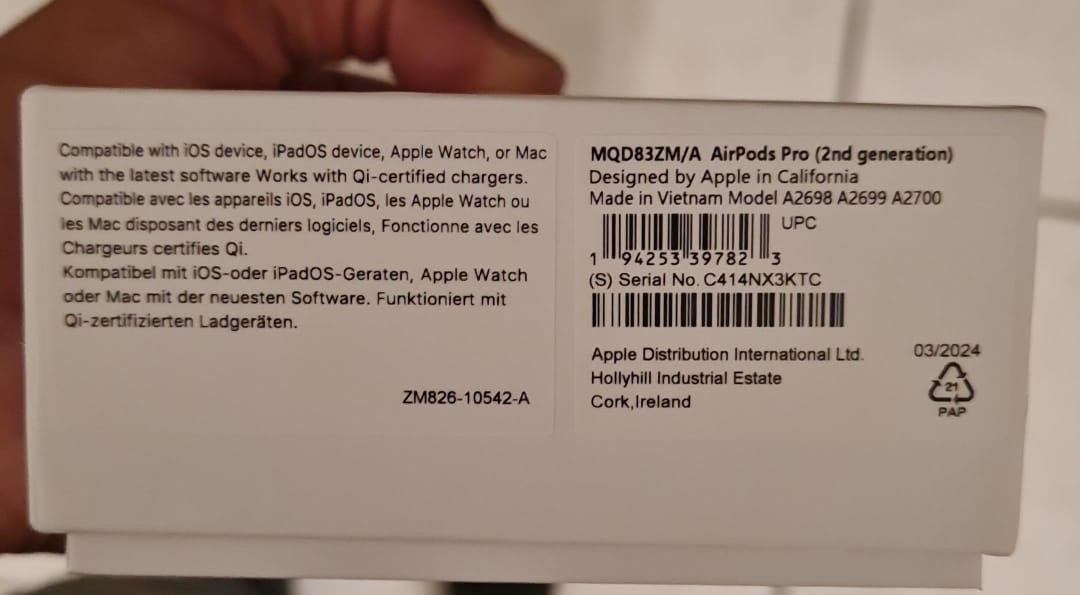 Compatible with iOS device, iPadOS device, Apple Watch, or Mac
with the latest software Works with Qi-certified chargers.
Compatible avec les appareils iOS, iPadOS, les Apple Watch ou
les Mac disposant des derniers logiciels, Fonctionne avec les
Chargeurs certifies Qi.
Kompatibel mit iOS-oder iPadOS-Geraten, Apple Watch
oder Mac mit der neuesten Software. Funktioniert mit
Qi-zertifizierten Ladgeräten.
ZM826-10542-A
MQD83ZM/A AirPods Pro (2nd generation)
Designed by Apple in California
Made in Vietnam Model A2698 A2699 A2700
UPC
1 94253 39782 3
(S) Serial No. C414NX3KTC
Apple Distribution International Ltd.
Hollyhill Industrial Estate
Cork,Ireland
03/2024
21
PAP